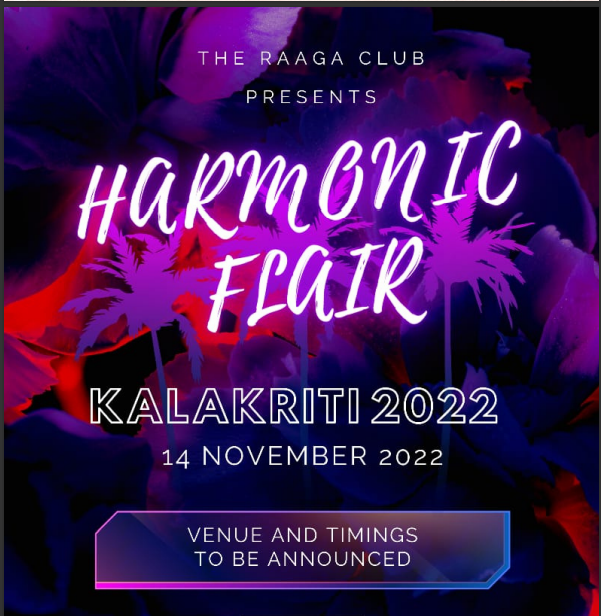 THE RAAGA CLUB
PRESENTS
HARMONIC
FLAIR
KALAKRITI 2022
14 NOVEMBER 2022
VENUE AND TIMINGS
TO BE ANNOUNCED